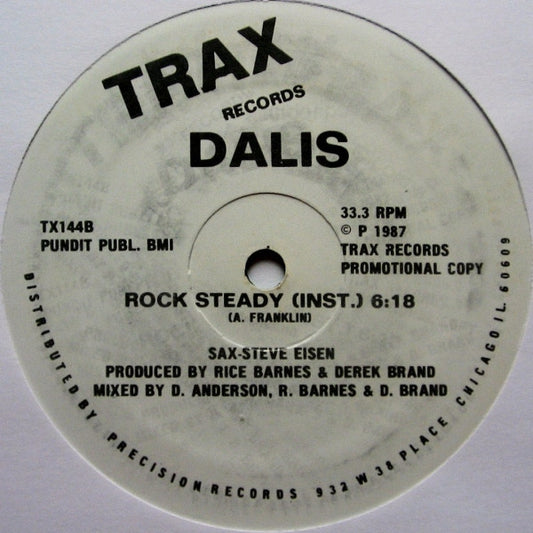 TRAX
RECORDS
DALIS
TX144B
PUNDIT PUBL. BMI
33.3 RPM
© P 1987
TRAX RECORDS
PROMOTIONAL COPY
ROCK STEADY (INST.) 6:18
(A. FRANKLIN)
SAX-STEVE EISEN
PRODUCED BY RICE BARNES & DEREK BRAND
MIXED BY D. ANDERSON, R. BARNES & D. BRAND
DISTRIBUTED BY PRECISION RECORDS 932 W 38 PLACE CHICAGO IL. 60609